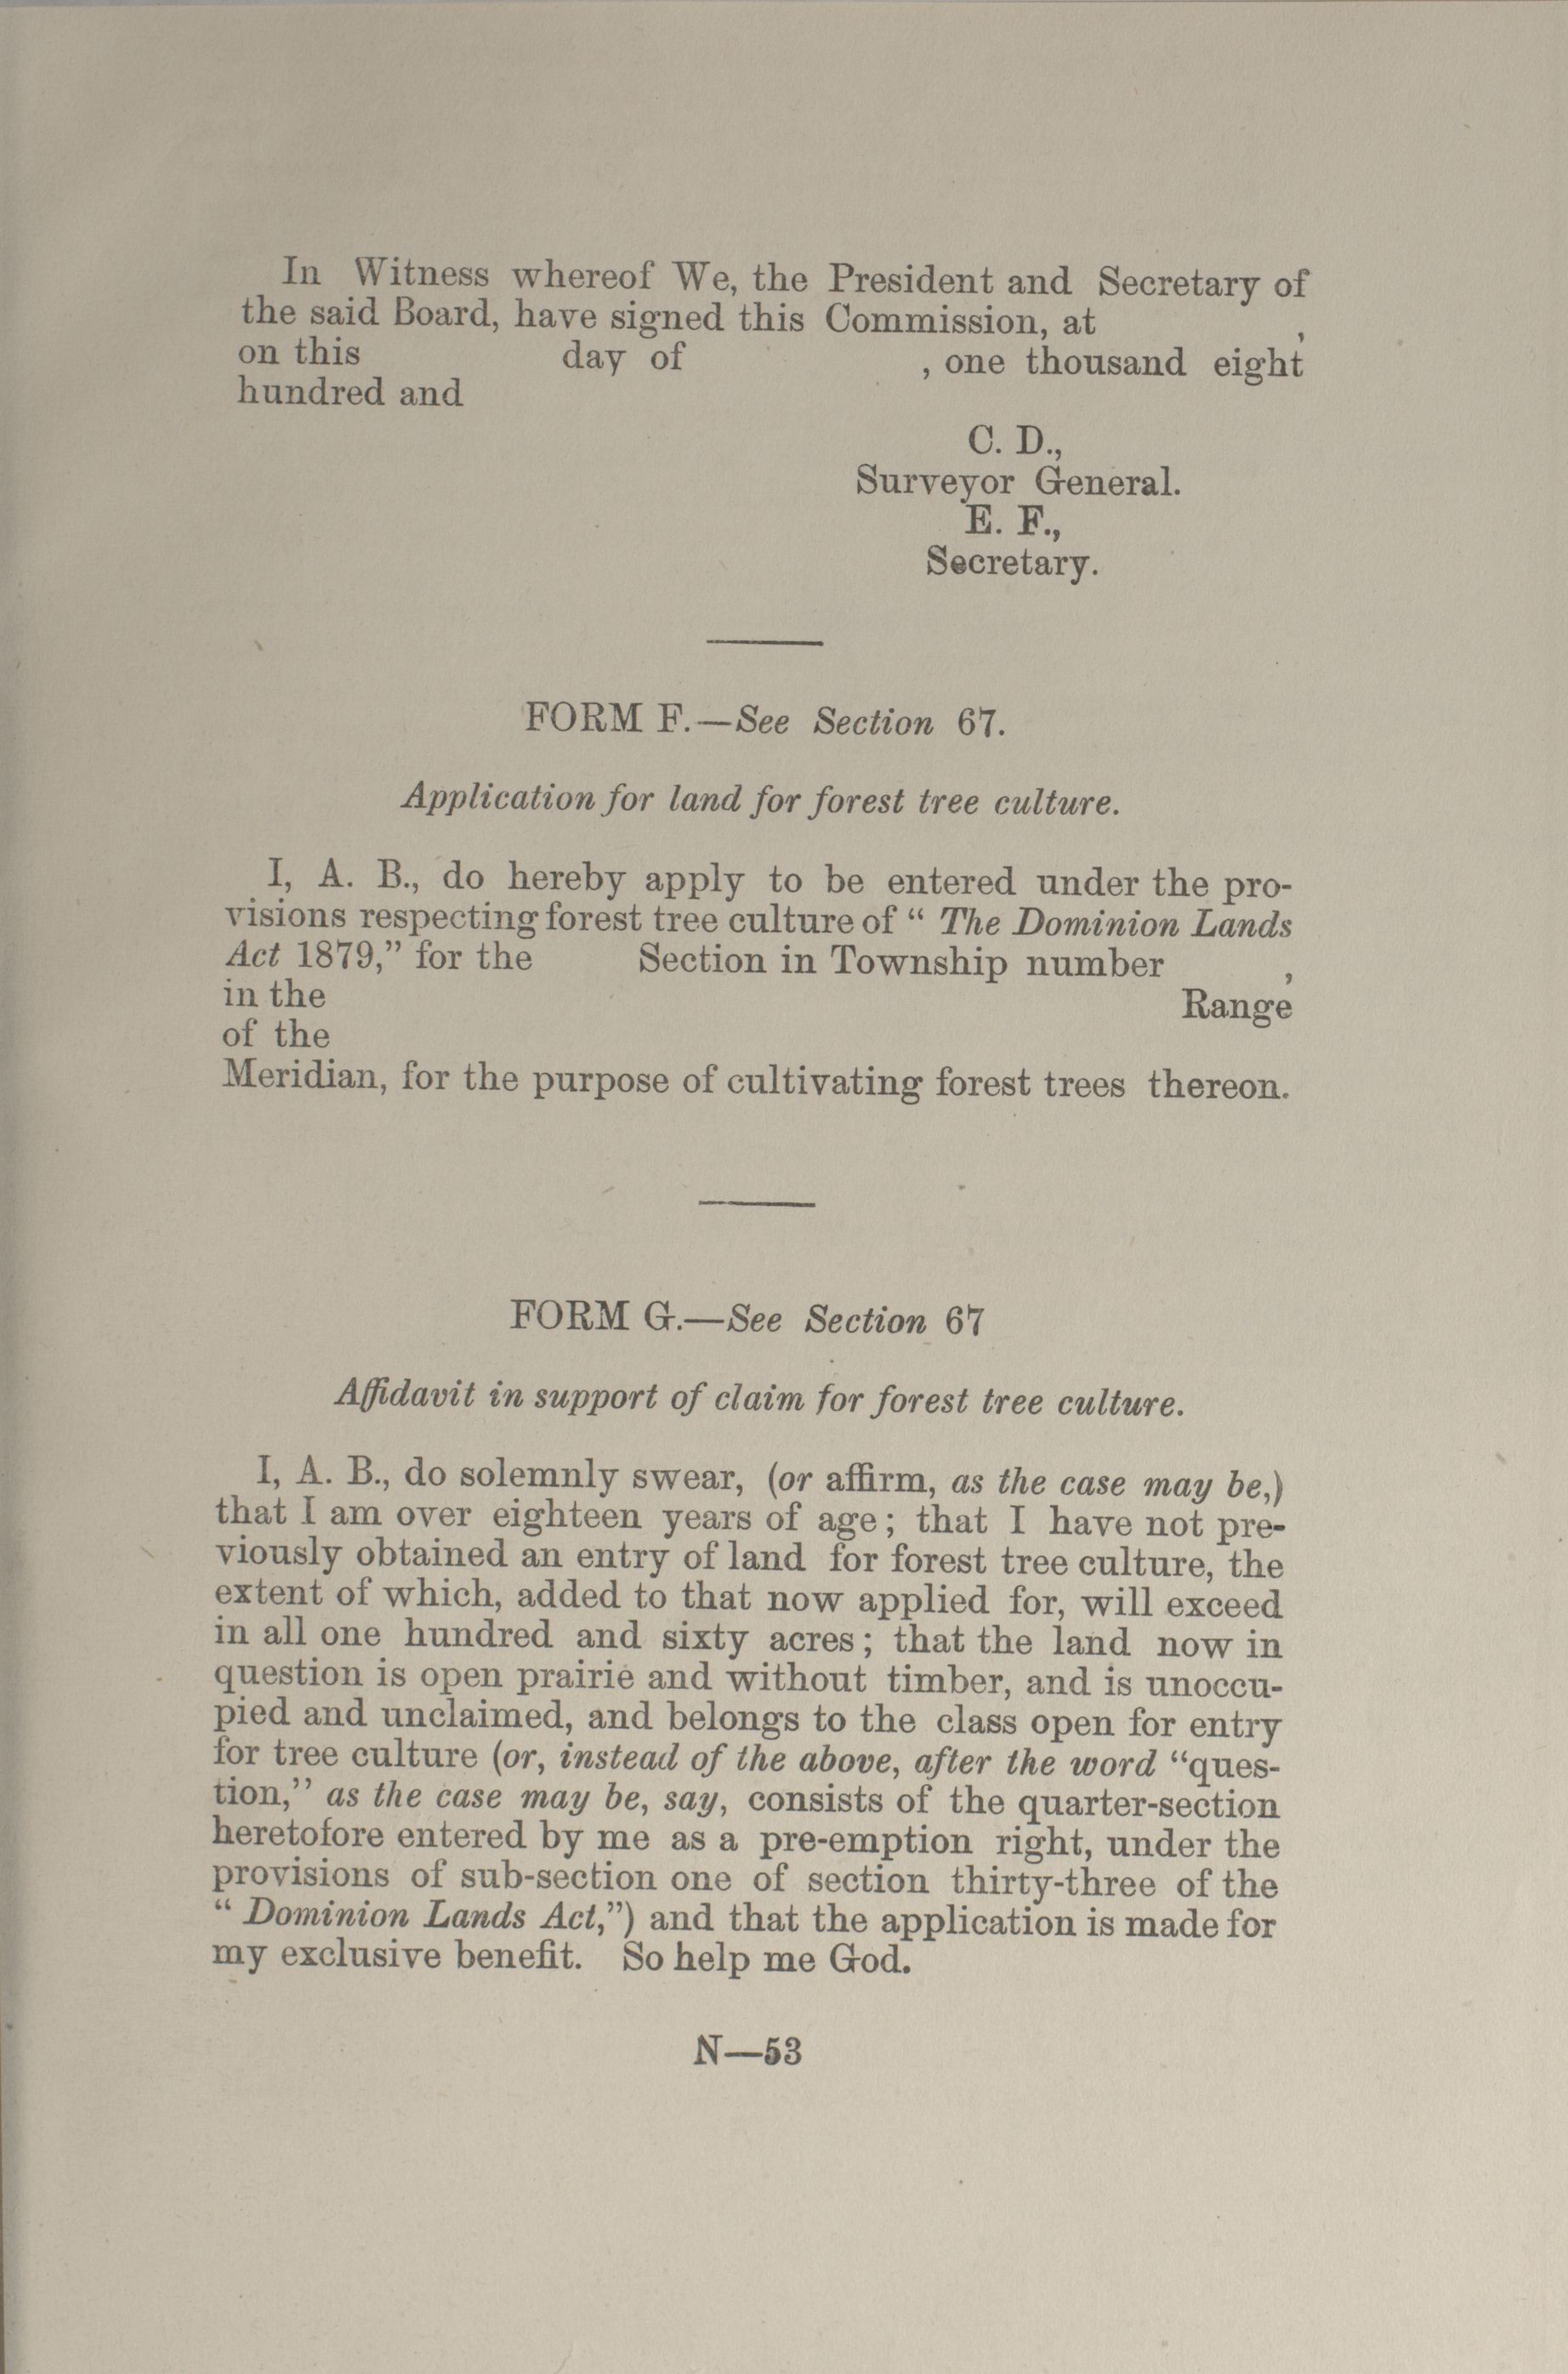 In Witness whereof We, the President and Secretary of
the said Board, have signed this Commission, at ,
on this day of , one thousand eight
hundred and
C. D.,
Surveyor General.
E. F.,
Secretary.
FORM F.—See Section 67.
Application for land for forest tree culture.
I, A. B., do hereby apply to be entered under the pro-
visions respecting forest tree culture of “ The Dominion Lands
Act 1879,” for the Section in Township number ,
in the Range
of the
Meridian, for the purpose of cultivating forest trees thereon.
FORM G.—See Section 67
Affidavit in support of claim for forest tree culture.
I, A. B., do solemnly swear, (or affirm, as the case may be,)
that I am over eighteen years of age; that I have not pre-
viously obtained an entry of land for forest tree culture, the
extent of which, added to that now applied for, will exceed
in all one hundred and sixty acres; that the land now in
question is open prairie and without timber, and is unoccu-
pied and unclaimed, and belongs to the class open for entry
for tree culture (or, instead of the above, after the word “ques-
tion,” as the case may be, say, consists of the quarter-section
heretofore entered by me as a pre-emption right, under the
provisions of sub-section one of section thirty-three of the
“ Dominion Lands Act,”) and that the application is made for
my exclusive benefit. So help me God.
N—53